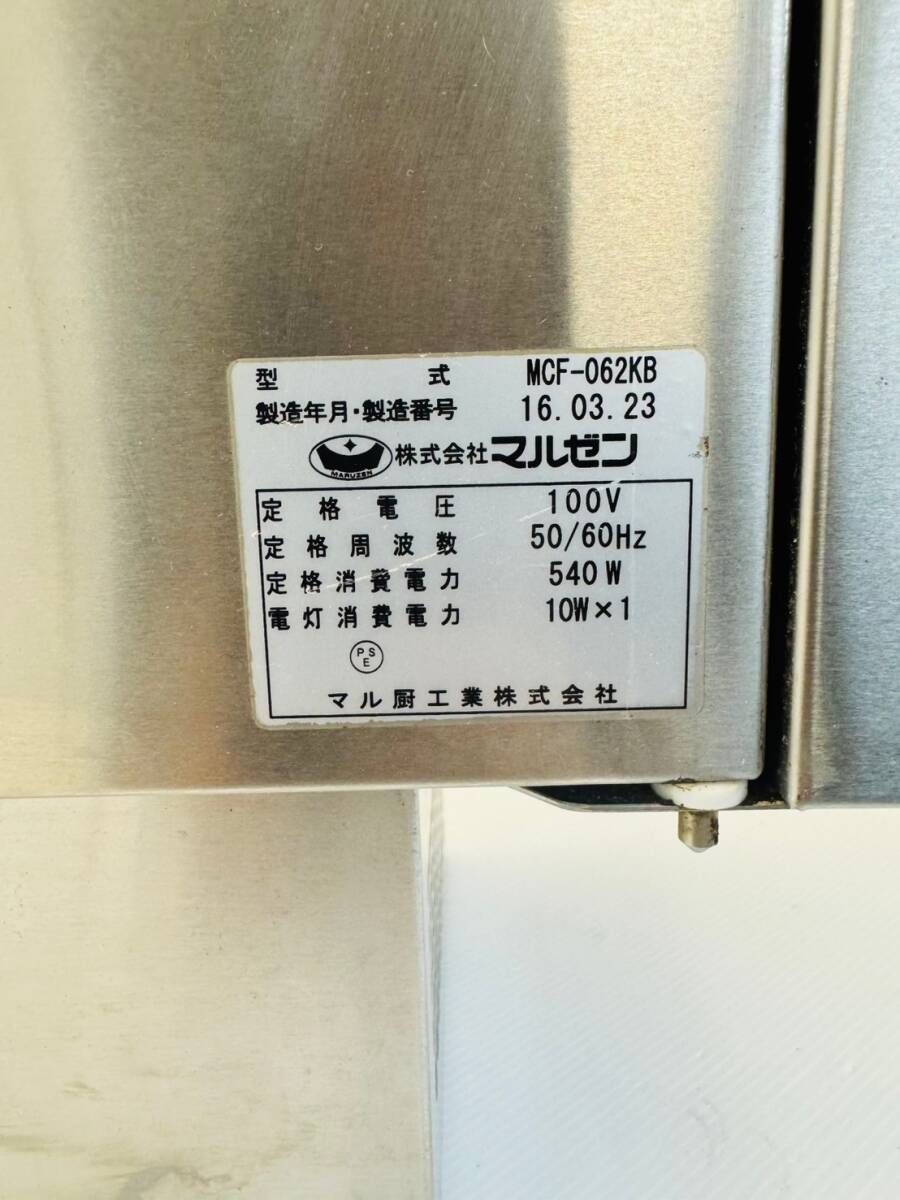 型式 MCF-062KB
製造年月・製造番号 16.03.23
MARUZEN 株式会社マルゼン
定格電圧 100V
定格周波数 50/60Hz
定格消費電力 540W
電灯消費電力 10W×1
PSE
マル厨工業株式会社